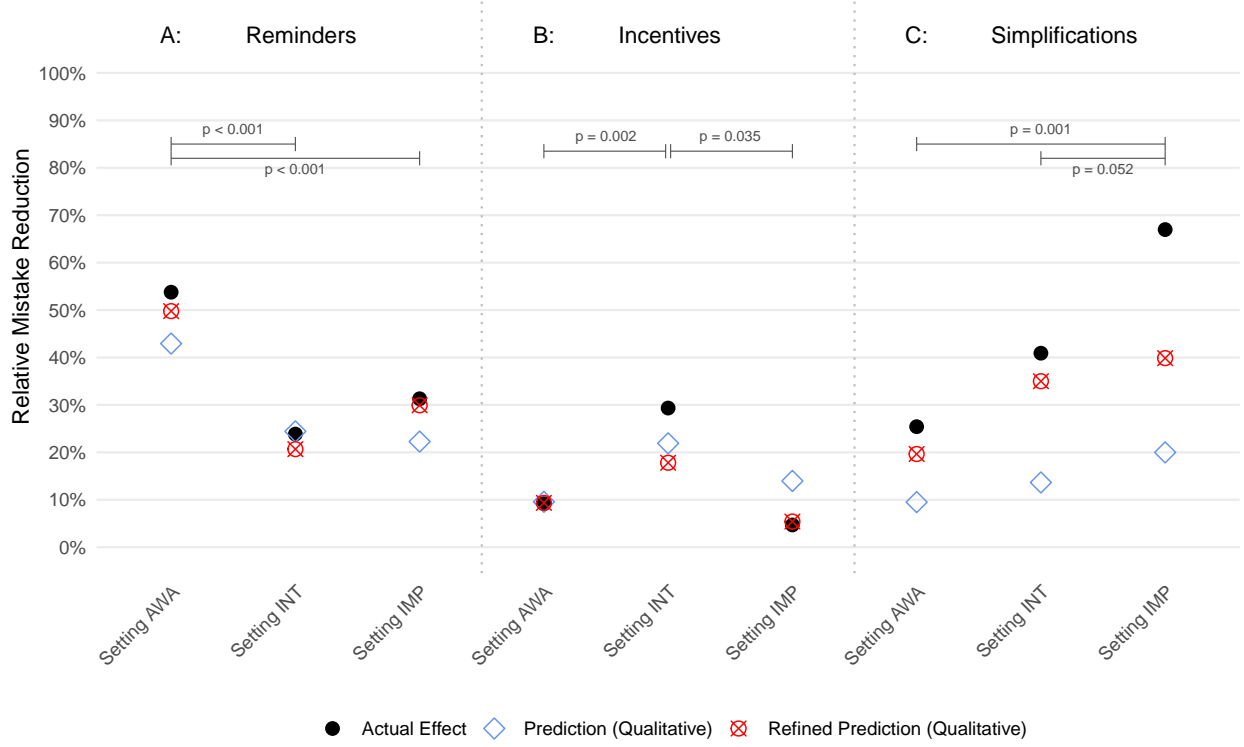 A: Reminders B: Incentives C: Simplifications
Relative Mistake Reduction
100%
90%
80%
70%
60%
50%
40%
30%
20%
10%
0%
p < 0.001
p < 0.001
p = 0.002
p = 0.035
p = 0.001
p = 0.052
Setting AWA
Setting INT
Setting IMP
Setting AWA
Setting INT
Setting IMP
Setting AWA
Setting INT
Setting IMP
Actual Effect Prediction (Qualitative) Refined Prediction (Qualitative)